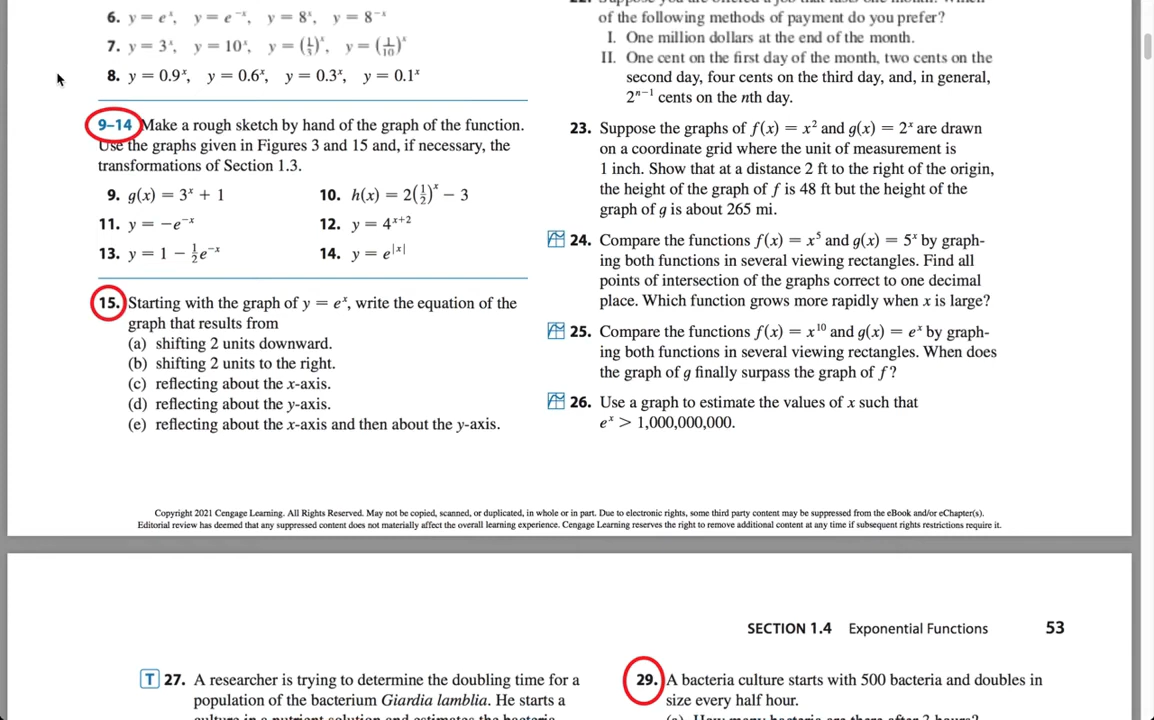 6. y = eˣ, y = e⁻ˣ, y = 8ˣ, y = 8⁻ˣ
7. y = 3ˣ, y = 10ˣ, y = (1/3)ˣ, y = (1/10)ˣ
8. y = 0.9ˣ, y = 0.6ˣ, y = 0.3ˣ, y = 0.1ˣ
9–14 Make a rough sketch by hand of the graph of the function.
Use the graphs given in Figures 3 and 15 and, if necessary, the
transformations of Section 1.3.
9. g(x) = 3ˣ + 1 10. h(x) = 2(1/2)ˣ − 3
11. y = −e⁻ˣ 12. y = 4ˣ⁺²
13. y = 1 − ½e⁻ˣ 14. y = e^|x|
15. Starting with the graph of y = eˣ, write the equation of the
graph that results from
(a) shifting 2 units downward.
(b) shifting 2 units to the right.
(c) reflecting about the x-axis.
(d) reflecting about the y-axis.
(e) reflecting about the x-axis and then about the y-axis.
of the following methods of payment do you prefer?
I. One million dollars at the end of the month.
II. One cent on the first day of the month, two cents on the
second day, four cents on the third day, and, in general,
2ⁿ⁻¹ cents on the nth day.
23. Suppose the graphs of f(x) = x² and g(x) = 2ˣ are drawn
on a coordinate grid where the unit of measurement is
1 inch. Show that at a distance 2 ft to the right of the origin,
the height of the graph of f is 48 ft but the height of the
graph of g is about 265 mi.
24. Compare the functions f(x) = x⁵ and g(x) = 5ˣ by graph-
ing both functions in several viewing rectangles. Find all
points of intersection of the graphs correct to one decimal
place. Which function grows more rapidly when x is large?
25. Compare the functions f(x) = x¹⁰ and g(x) = eˣ by graph-
ing both functions in several viewing rectangles. When does
the graph of g finally surpass the graph of f?
26. Use a graph to estimate the values of x such that
eˣ > 1,000,000,000.
Copyright 2021 Cengage Learning. All Rights Reserved. May not be copied, scanned, or duplicated, in whole or in part. Due to electronic rights, some third party content may be suppressed from the eBook and/or eChapter(s).
Editorial review has deemed that any suppressed content does not materially affect the overall learning experience. Cengage Learning reserves the right to remove additional content at any time if subsequent rights restrictions require it.
SECTION 1.4 Exponential Functions 53
T 27. A researcher is trying to determine the doubling time for a
population of the bacterium Giardia lamblia. He starts a
29. A bacteria culture starts with 500 bacteria and doubles in
size every half hour.